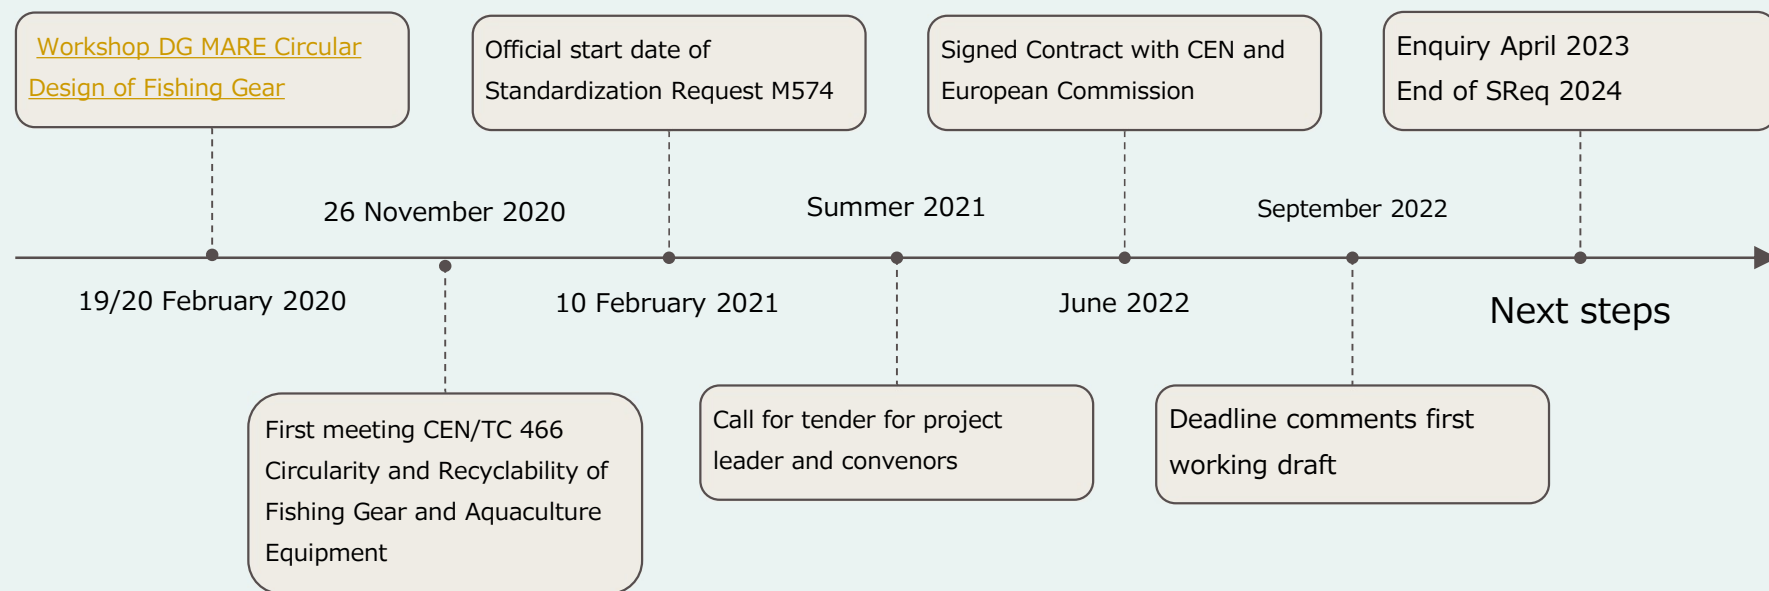 Workshop DG MARE Circular
Design of Fishing Gear
Official start date of
Standardization Request M574
Signed Contract with CEN and
European Commission
Enquiry April 2023
End of SReq 2024
26 November 2020
Summer 2021
September 2022
19/20 February 2020
10 February 2021
June 2022
Next steps
First meeting CEN/TC 466
Circularity and Recyclability of
Fishing Gear and Aquaculture
Equipment
Call for tender for project
leader and convenors
Deadline comments first
working draft